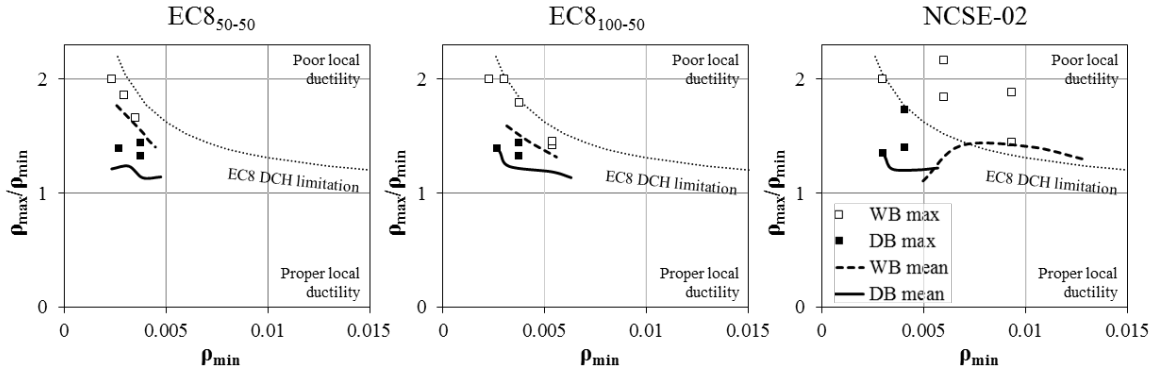 EC850-50
Poor local
ductility
EC8 DCH limitation
Proper local
ductility
ρmax/ρmin
2
1
0
0
0.005
0.01
0.015
ρmin
EC8100-50
Poor local
ductility
EC8 DCH limitation
Proper local
ductility
ρmax/ρmin
2
1
0
0
0.005
0.01
0.015
ρmin
NCSE-02
Poor local
ductility
EC8 DCH limitation
WB max
DB max
WB mean
DB mean
Proper local
ductility
ρmax/ρmin
2
1
0
0
0.005
0.01
0.015
ρmin